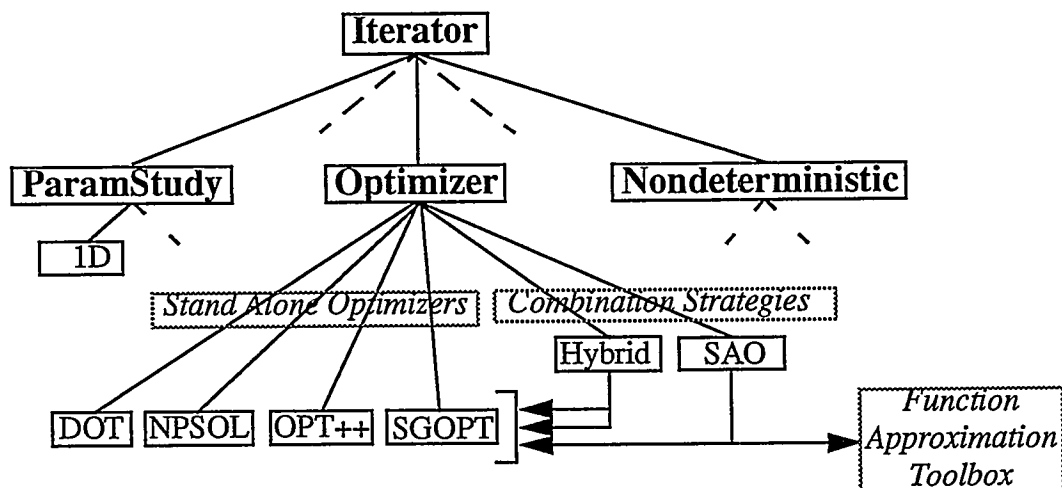 Iterator
ParamStudy
Optimizer
Nondeterministic
1D
Stand Alone Optimizers
Combination Strategies
Hybrid
SAO
DOT
NPSOL
OPT++
SGOPT
Function
Approximation
Toolbox